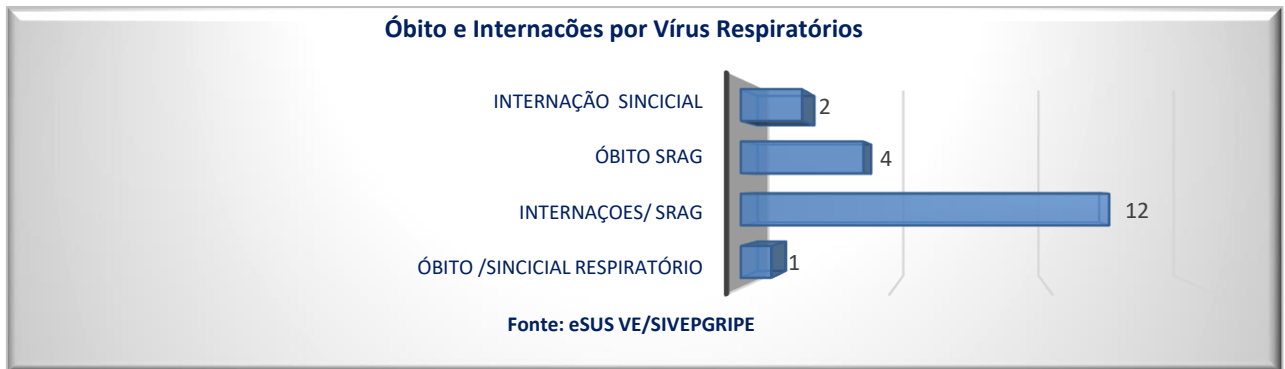 Óbito e Internacões por Vírus Respiratórios
INTERNAÇÃO SINCICIAL
2
ÓBITO SRAG
4
INTERNAÇOES/ SRAG
12
ÓBITO /SINCICIAL RESPIRATÓRIO
1
Fonte: eSUS VE/SIVEPGRIPE